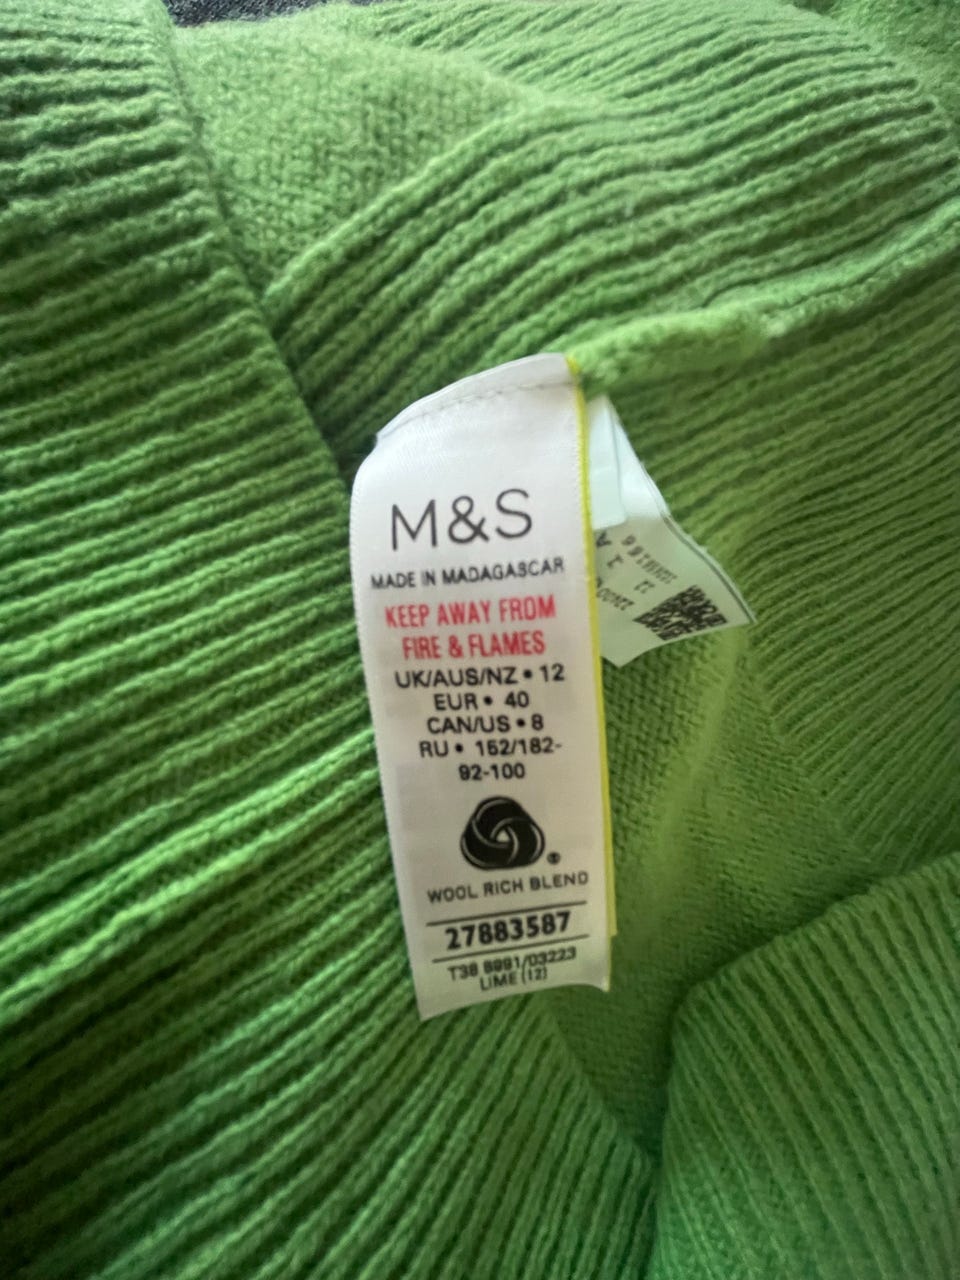 M&S
MADE IN MADAGASCAR
KEEP AWAY FROM
FIRE & FLAMES
UK/AUS/NZ • 12
EUR • 40
CAN/US • 8
RU • 152/182-
92-100
®
WOOL RICH BLEND
27883587
T38 8991/03223
LIME (12)